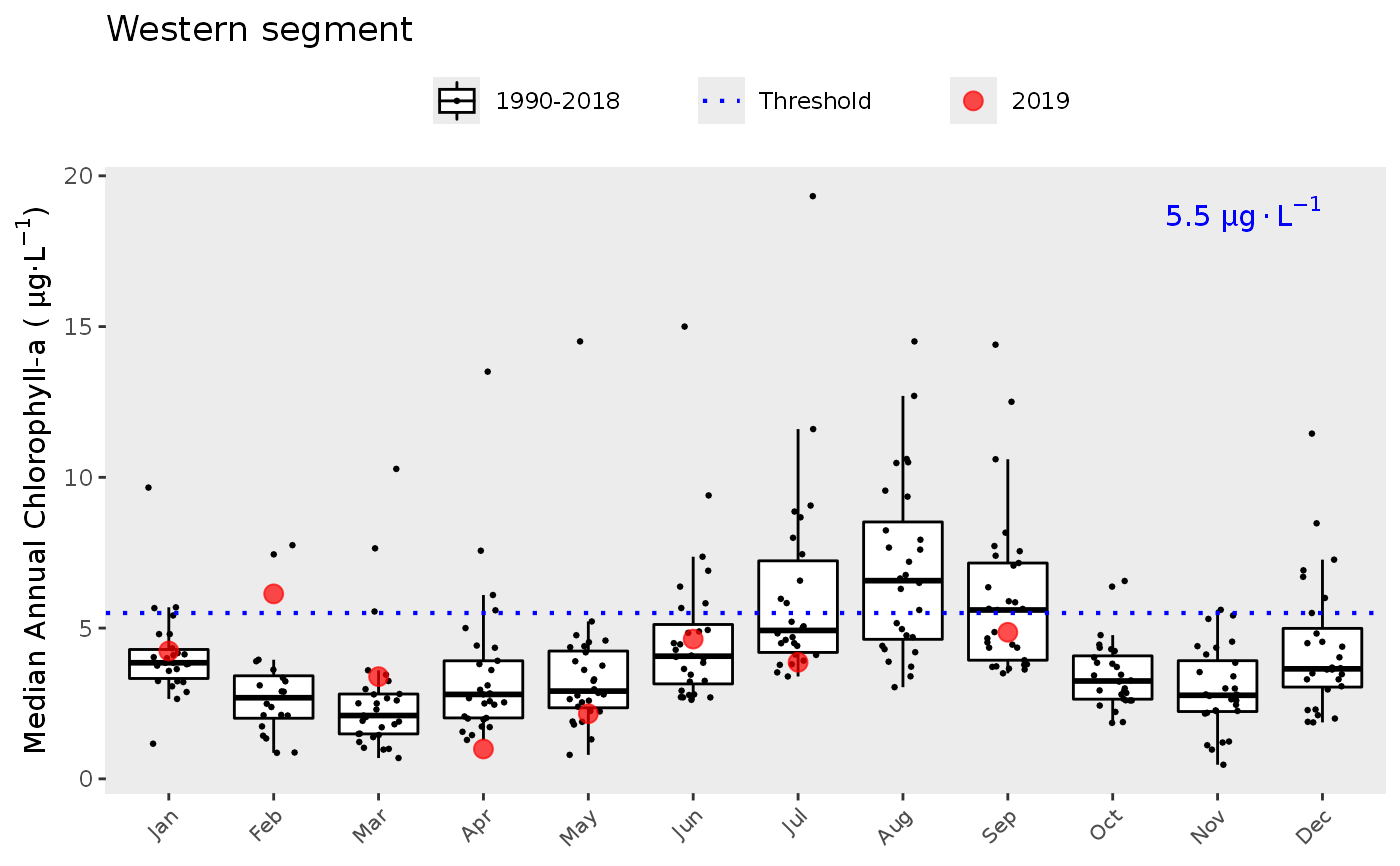 Western segment
1990-2018 Threshold 2019
Median Annual Chlorophyll-a ( µg·L⁻¹)
20
15
10
5
0
5.5 µg·L⁻¹
Jan Feb Mar Apr May Jun Jul Aug Sep Oct Nov Dec